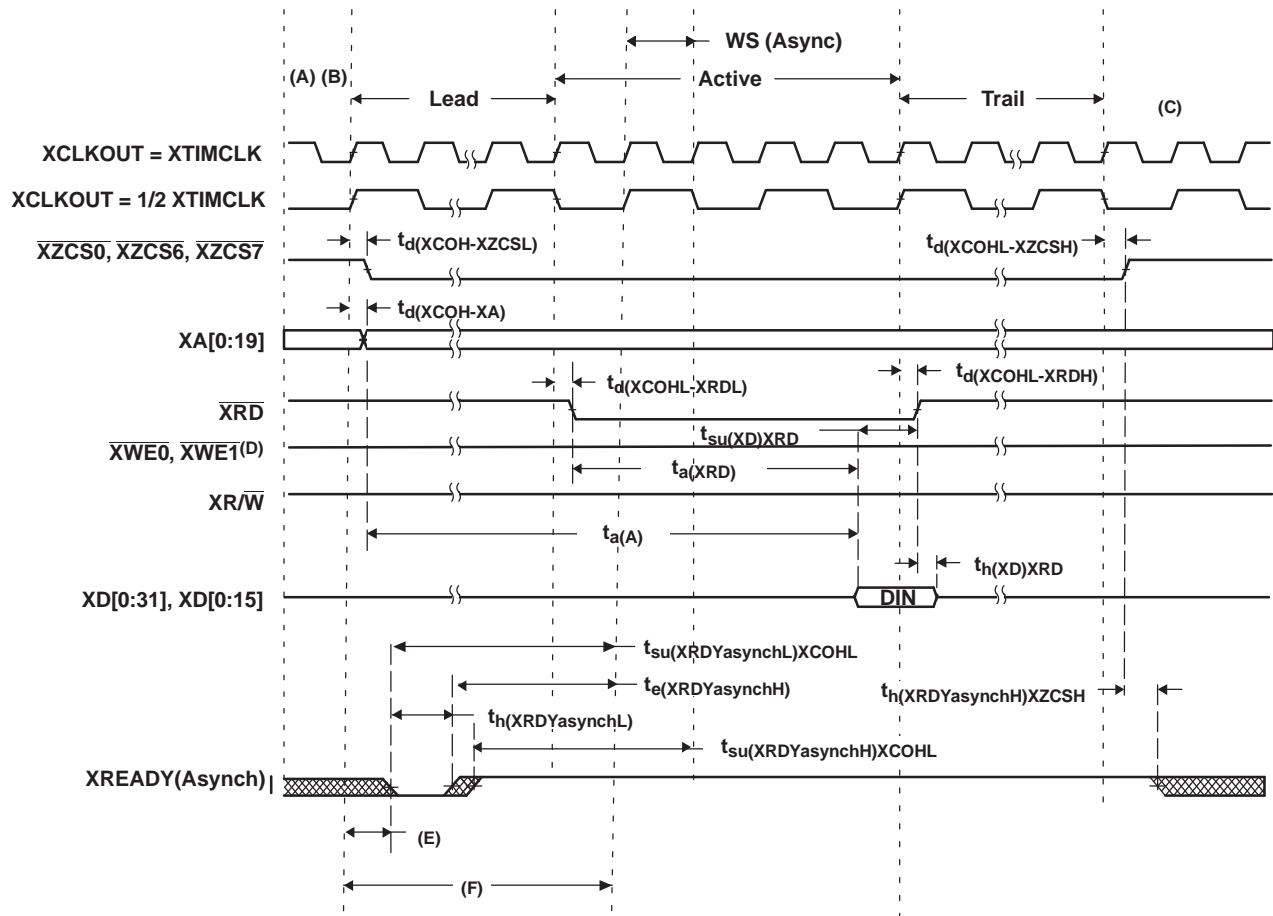 WS (Async)
(A) (B)
Active
Lead
Trail
(C)
XCLKOUT = XTIMCLK
XCLKOUT = 1/2 XTIMCLK
td(XCOH-XZCSL)
td(XCOHL-XZCSH)
XZCS0, XZCS6, XZCS7
td(XCOH-XA)
XA[0:19]
td(XCOHL-XRDL)
td(XCOHL-XRDH)
XRD
tsu(XD)XRD
XWE0, XWE1(D)
ta(XRD)
XR/W
ta(A)
th(XD)XRD
XD[0:31], XD[0:15]
DIN
tsu(XRDYasynchL)XCOHL
te(XRDYasynchH)
th(XRDYasynchH)XZCSH
th(XRDYasynchL)
tsu(XRDYasynchH)XCOHL
XREADY(Asynch)
(E)
(F)